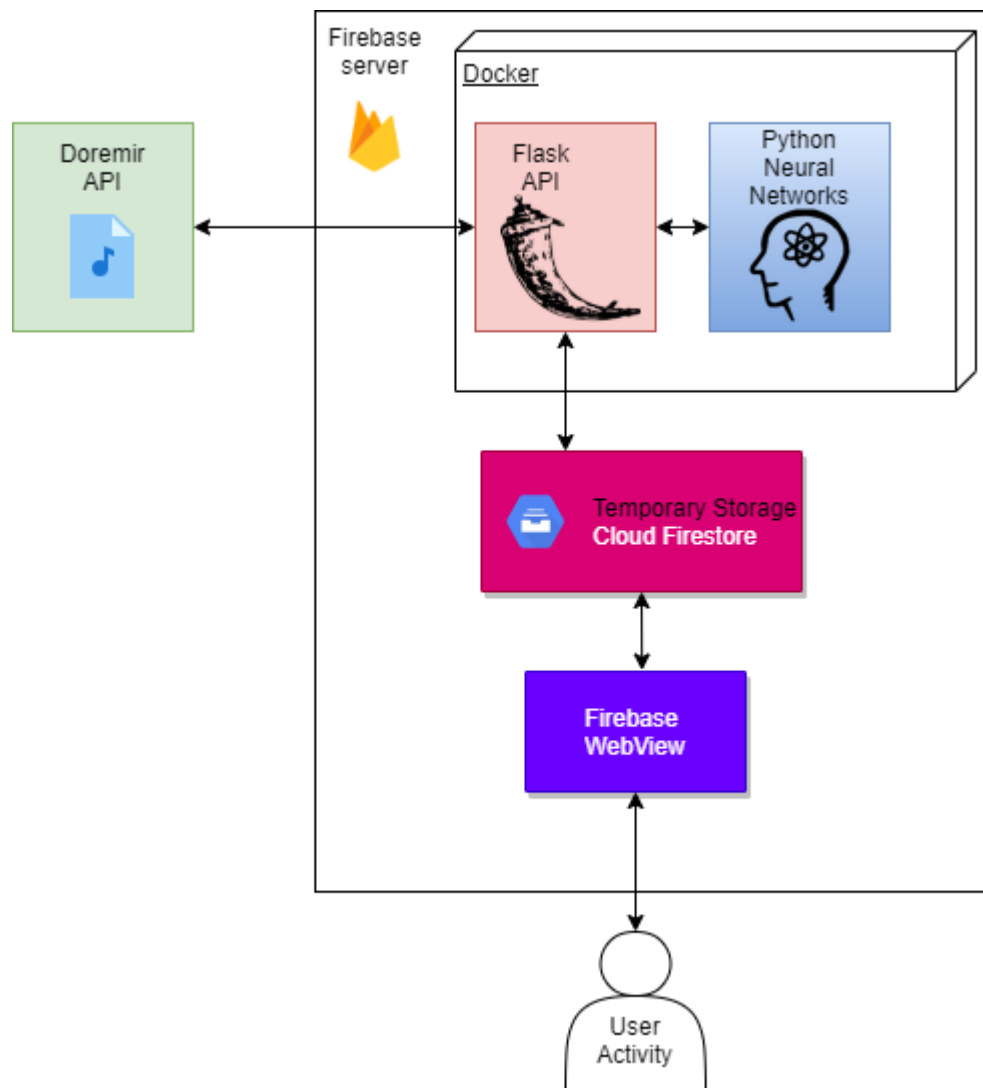 Firebase
server
Docker
Doremir
API
Flask
API
Python
Neural
Networks
Temporary Storage
Cloud Firestore
Firebase
WebView
User
Activity